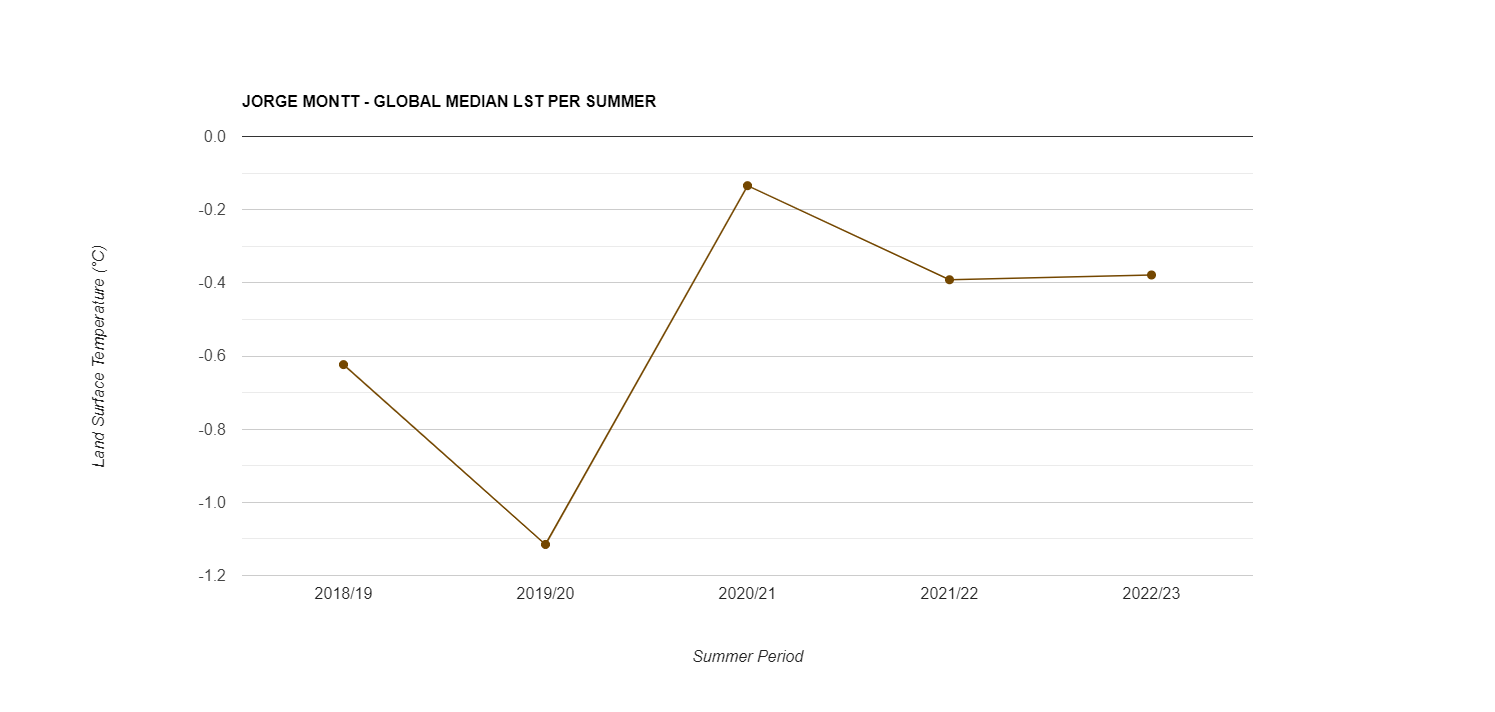 JORGE MONTT - GLOBAL MEDIAN LST PER SUMMER
0.0
-0.2
-0.4
-0.6
-0.8
-1.0
-1.2
Land Surface Temperature (°C)
2018/19 2019/20 2020/21 2021/22 2022/23
Summer Period